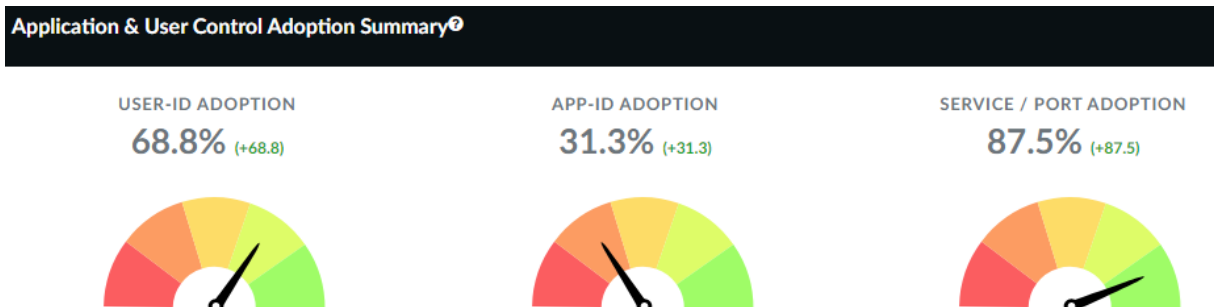 Application & User Control Adoption Summary?
USER-ID ADOPTION
68.8% (+68.8)
APP-ID ADOPTION
31.3% (+31.3)
SERVICE / PORT ADOPTION
87.5% (+87.5)